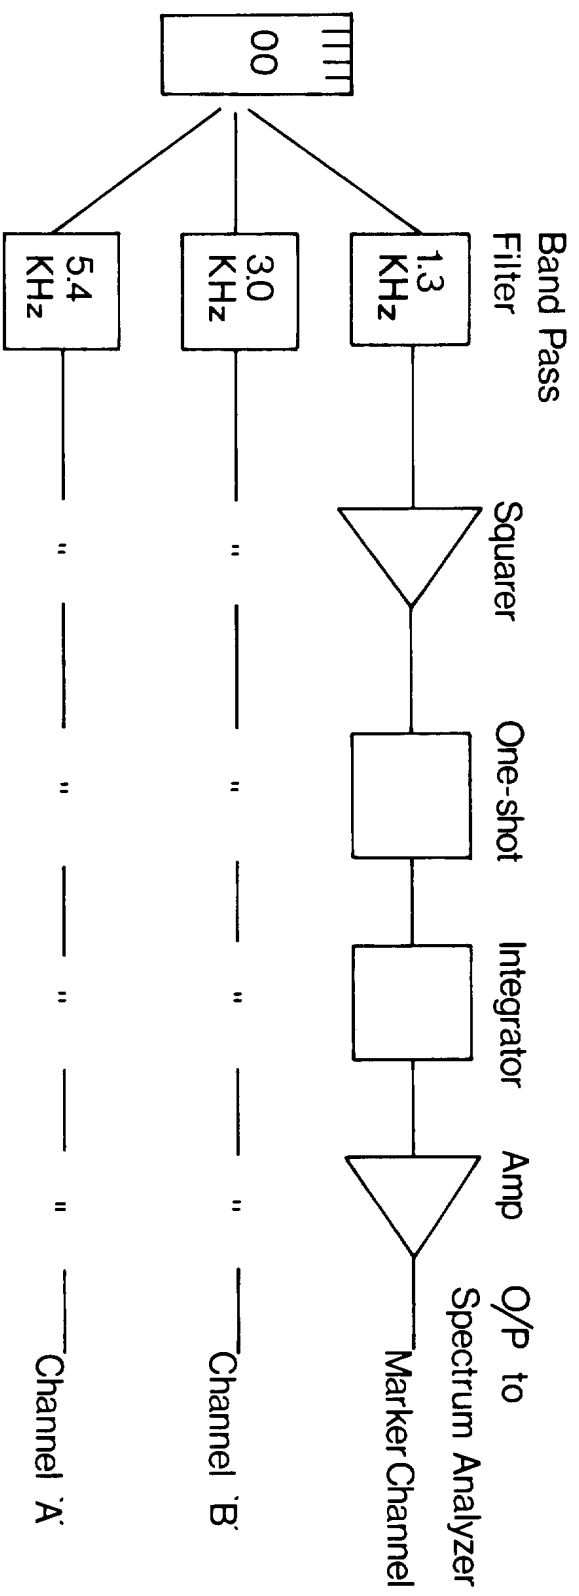 Band Pass
Filter
Squarer
One-shot
Integrator
Amp
O/P to
Spectrum Analyzer
OO
1.3
KHz
Marker Channel
3.0
KHz
"
"
"
"
Channel 'B'
5.4
KHz
"
"
"
"
Channel 'A'